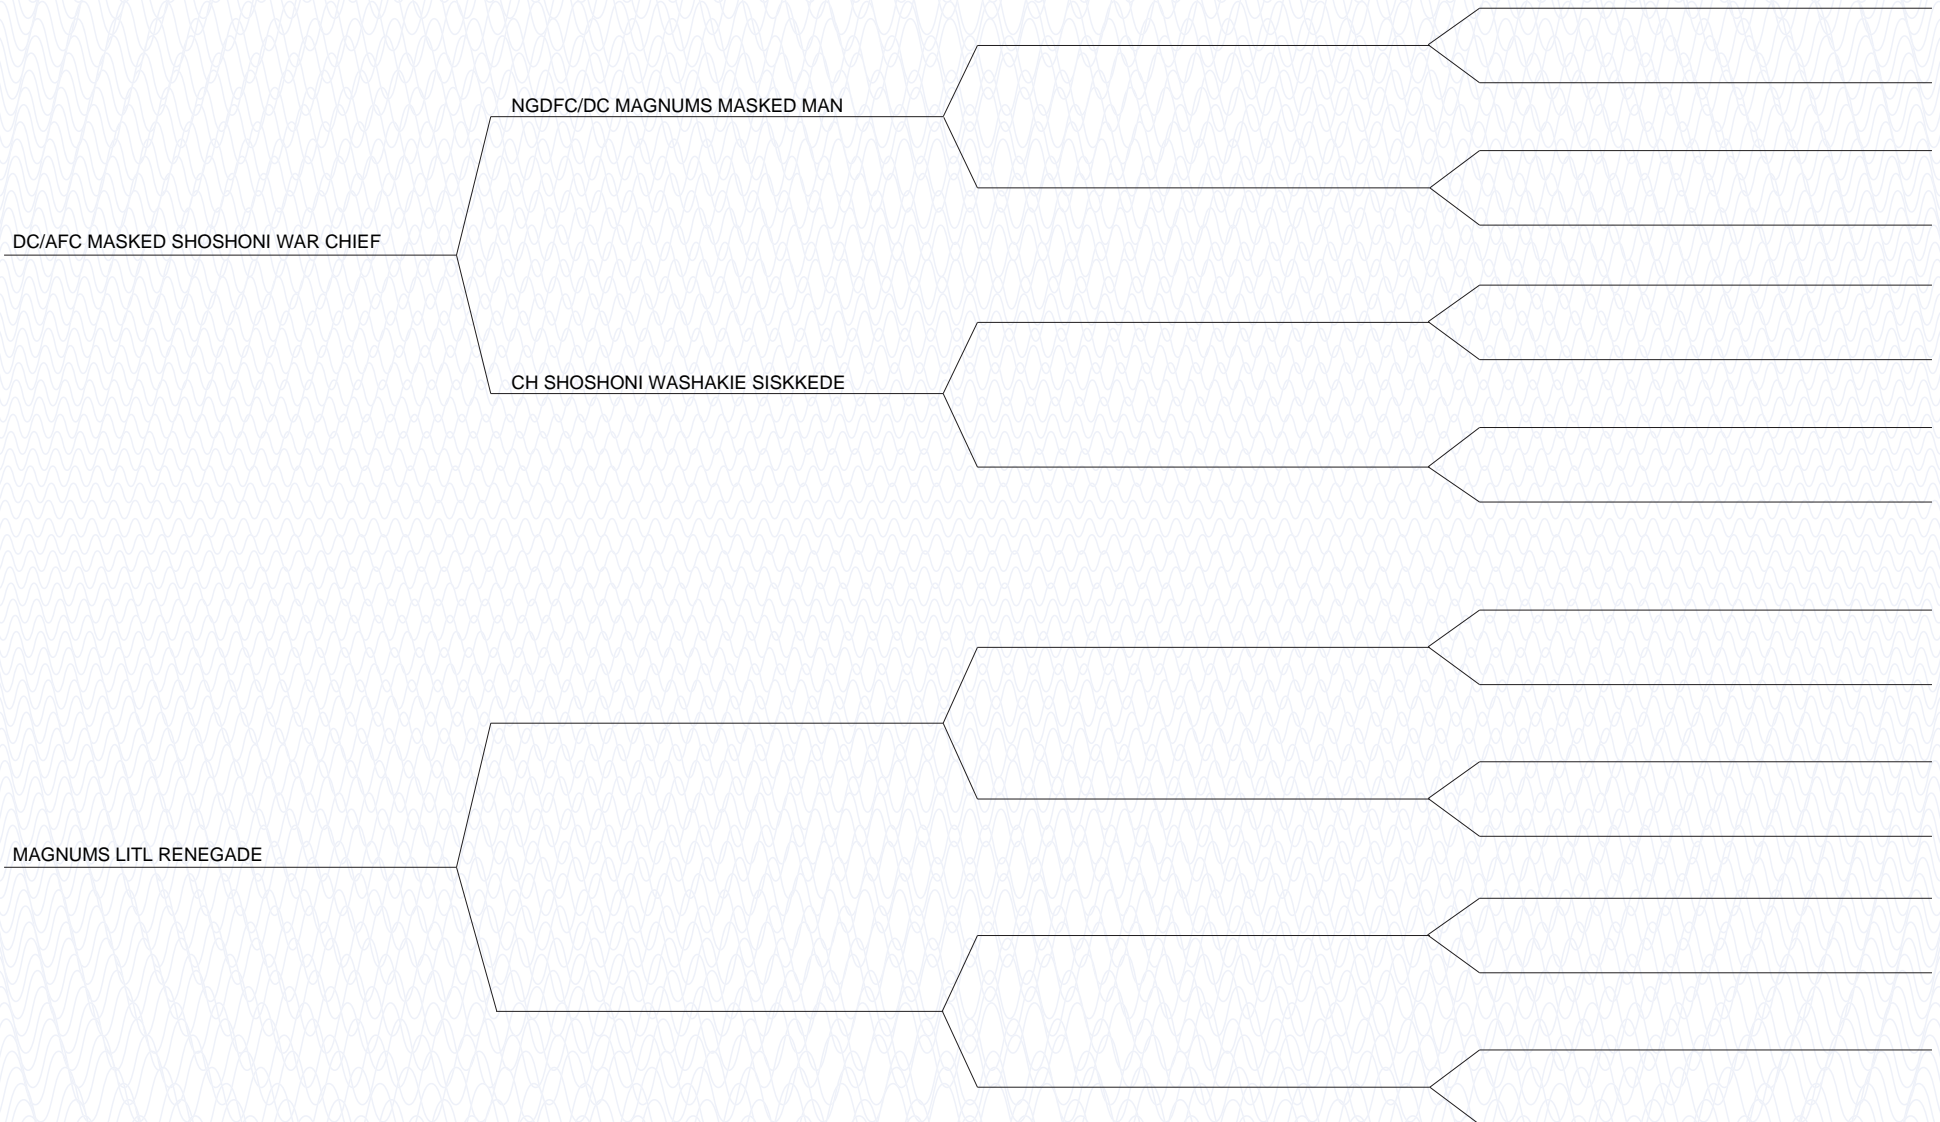 NGDFC/DC MAGNUMS MASKED MAN
DC/AFC MASKED SHOSHONI WAR CHIEF
CH SHOSHONI WASHAKIE SISKKEDE
MAGNUMS LITL RENEGADE